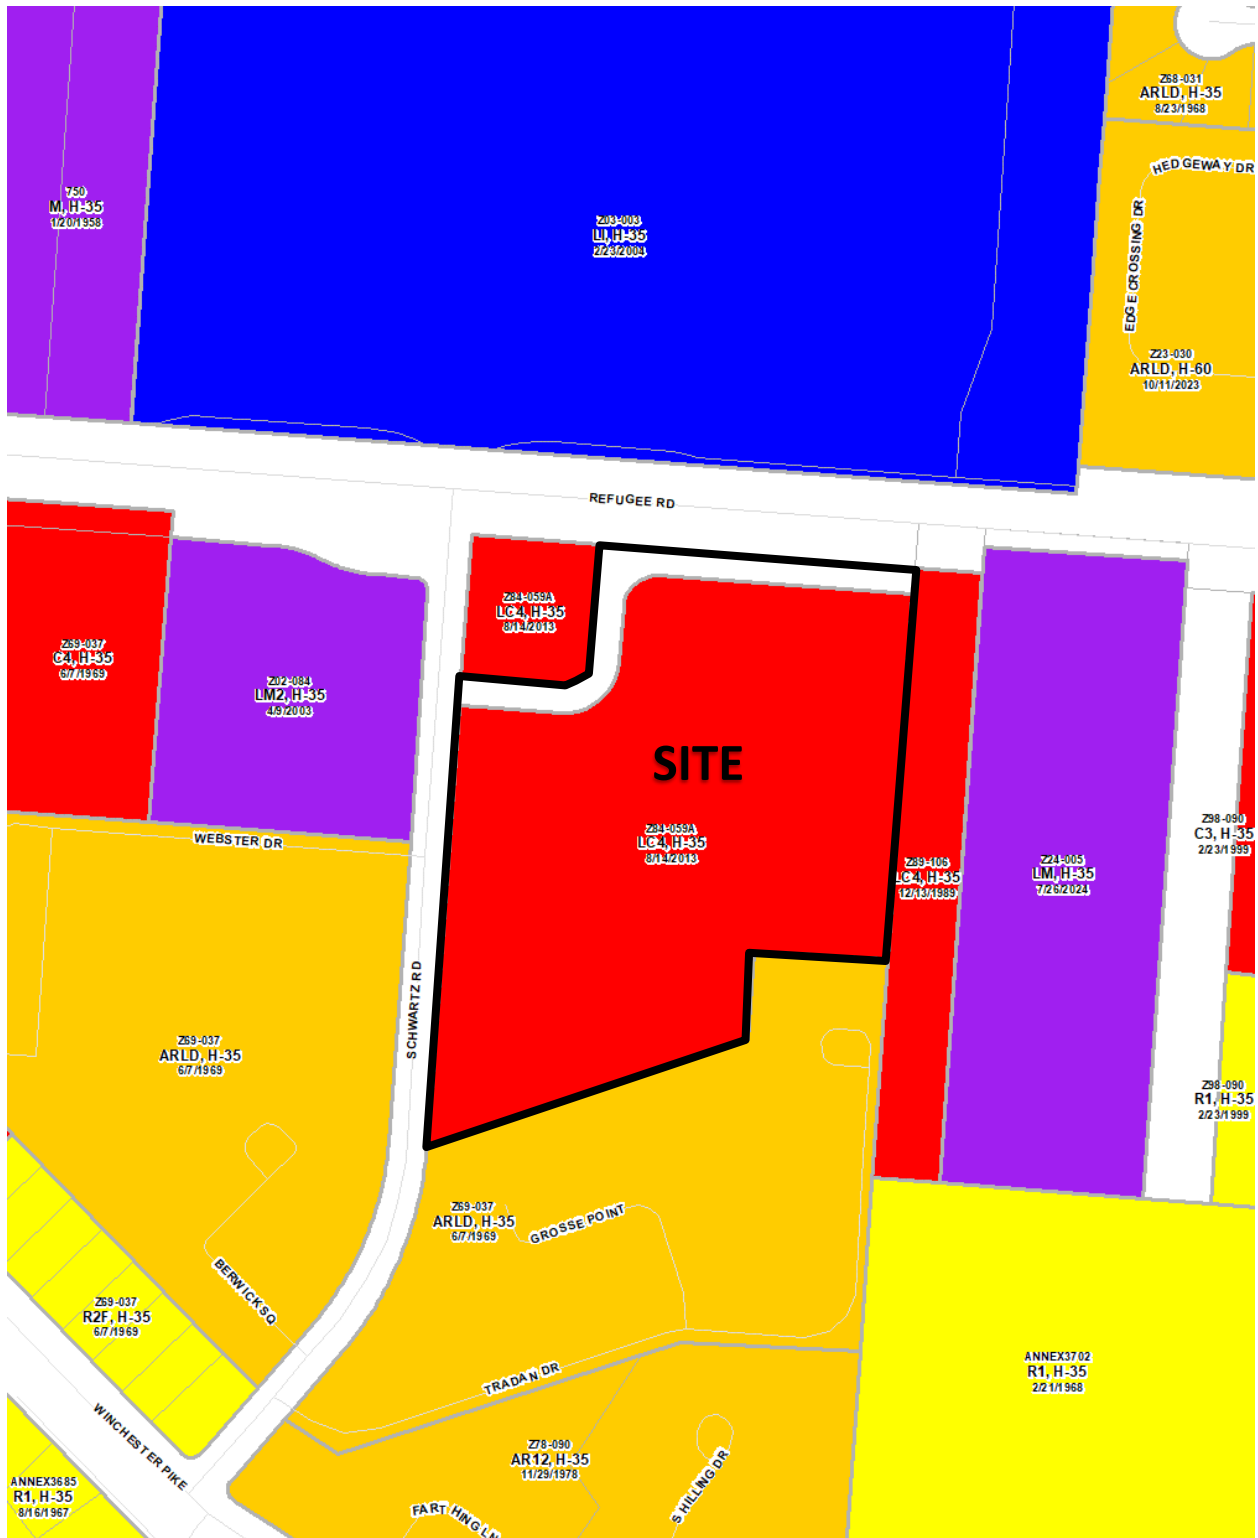 Z68-031
ARLD, H-35
8/23/1968
HEDGEWAY DR
750
M, H-35
1/20/1958
Z03-003
LI, H-35
2/23/2004
EDGE CROSSING DR
Z23-030
ARLD, H-60
10/11/2023
REFUGEE RD
Z84-059A
LC4, H-35
8/14/2013
Z69-037
C4, H-35
6/7/1969
Z02-084
LM2, H-35
4/9/2003
SITE
Z84-059A
LC4, H-35
8/14/2013
WEBSTER DR
Z98-090
C3, H-35
2/23/1999
Z89-106
LC4, H-35
12/13/1989
Z24-005
LM, H-35
7/26/2024
SCHWARTZ RD
Z69-037
ARLD, H-35
6/7/1969
Z98-090
R1, H-35
2/23/1999
Z69-037
ARLD, H-35
6/7/1969
GROSSE POINT
BERWICK SQ
Z69-037
R2F, H-35
6/7/1969
TRADAN DR
ANNEX3702
R1, H-35
2/21/1968
WINCHESTER PIKE
Z78-090
AR12, H-35
11/29/1978
SHILLING DR
ANNEX3685
R1, H-35
8/16/1967
FARTHING LN